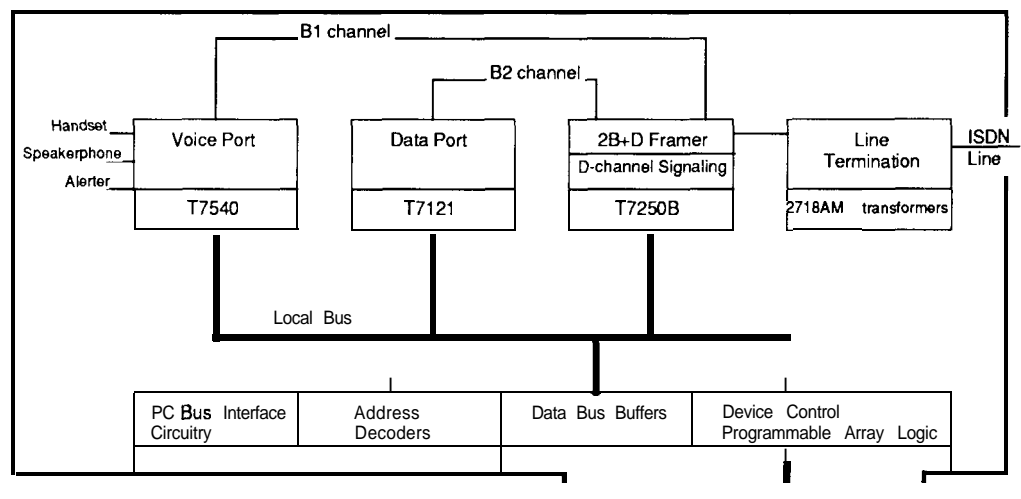 B1 channel
B2 channel
Handset
Speakerphone
Alerter
Voice Port
T7540
Data Port
T7121
2B+D Framer
D-channel Signaling
T7250B
Line
Termination
2718AM transformers
ISDN
Line
Local Bus
PC Bus Interface
Circuitry
Address
Decoders
Data Bus Buffers
Device Control
Programmable Array Logic